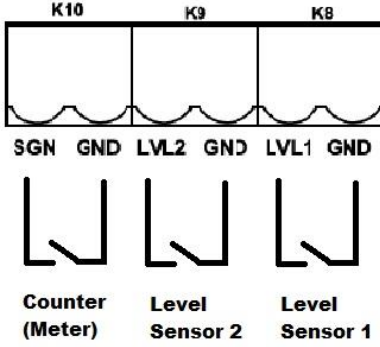 K10 K9 K8
SGN GND LVL2 GND LVL1 GND
Counter (Meter)
Level Sensor 2
Level Sensor 1